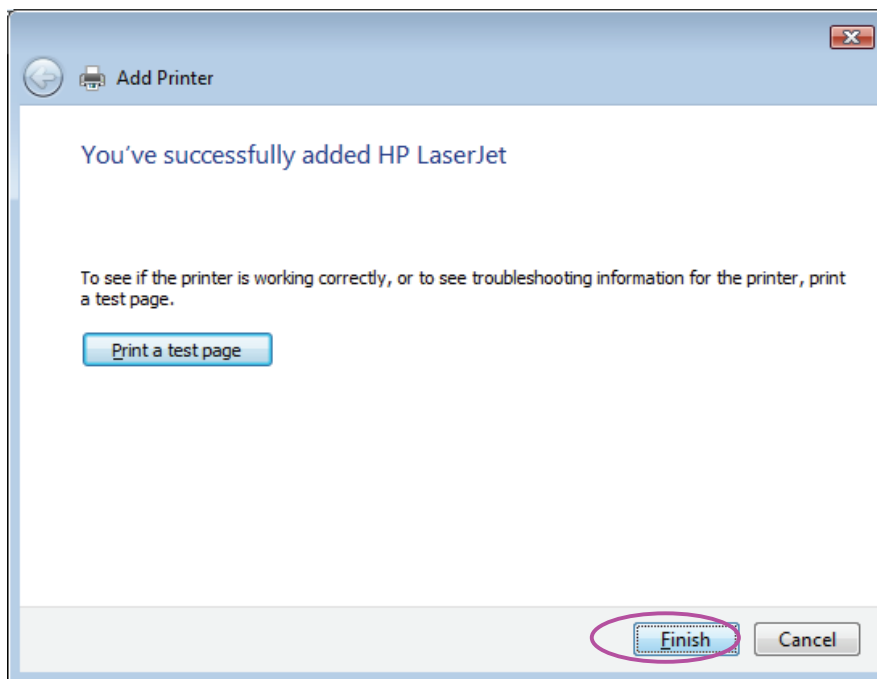 Add Printer
You've successfully added HP LaserJet
To see if the printer is working correctly, or to see troubleshooting information for the printer, print
a test page.
Print a test page
Finish Cancel